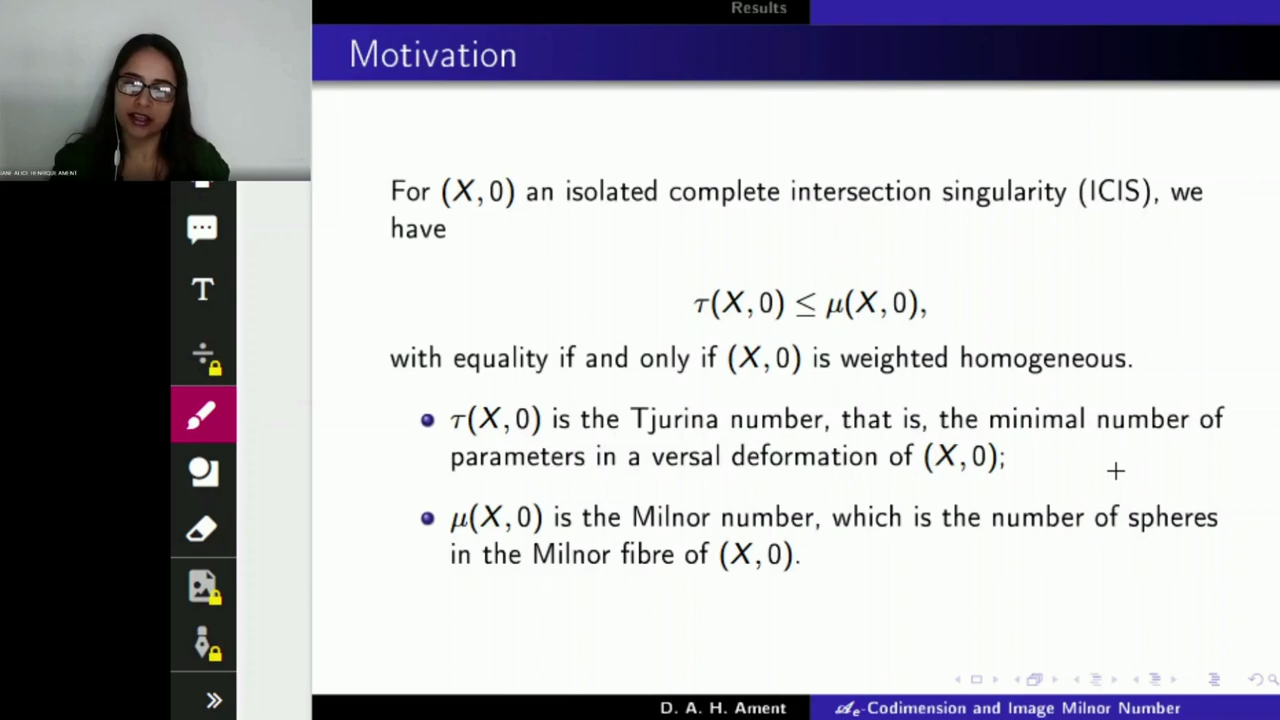 Results
Motivation
For (X, 0) an isolated complete intersection singularity (ICIS), we
have
τ(X, 0) ≤ μ(X, 0),
with equality if and only if (X, 0) is weighted homogeneous.
τ(X, 0) is the Tjurina number, that is, the minimal number of
parameters in a versal deformation of (X, 0);
μ(X, 0) is the Milnor number, which is the number of spheres
in the Milnor fibre of (X, 0).
D. A. H. Ament
𝒜e-Codimension and Image Milnor Number
ALICE HENRIQUE AMENT
T